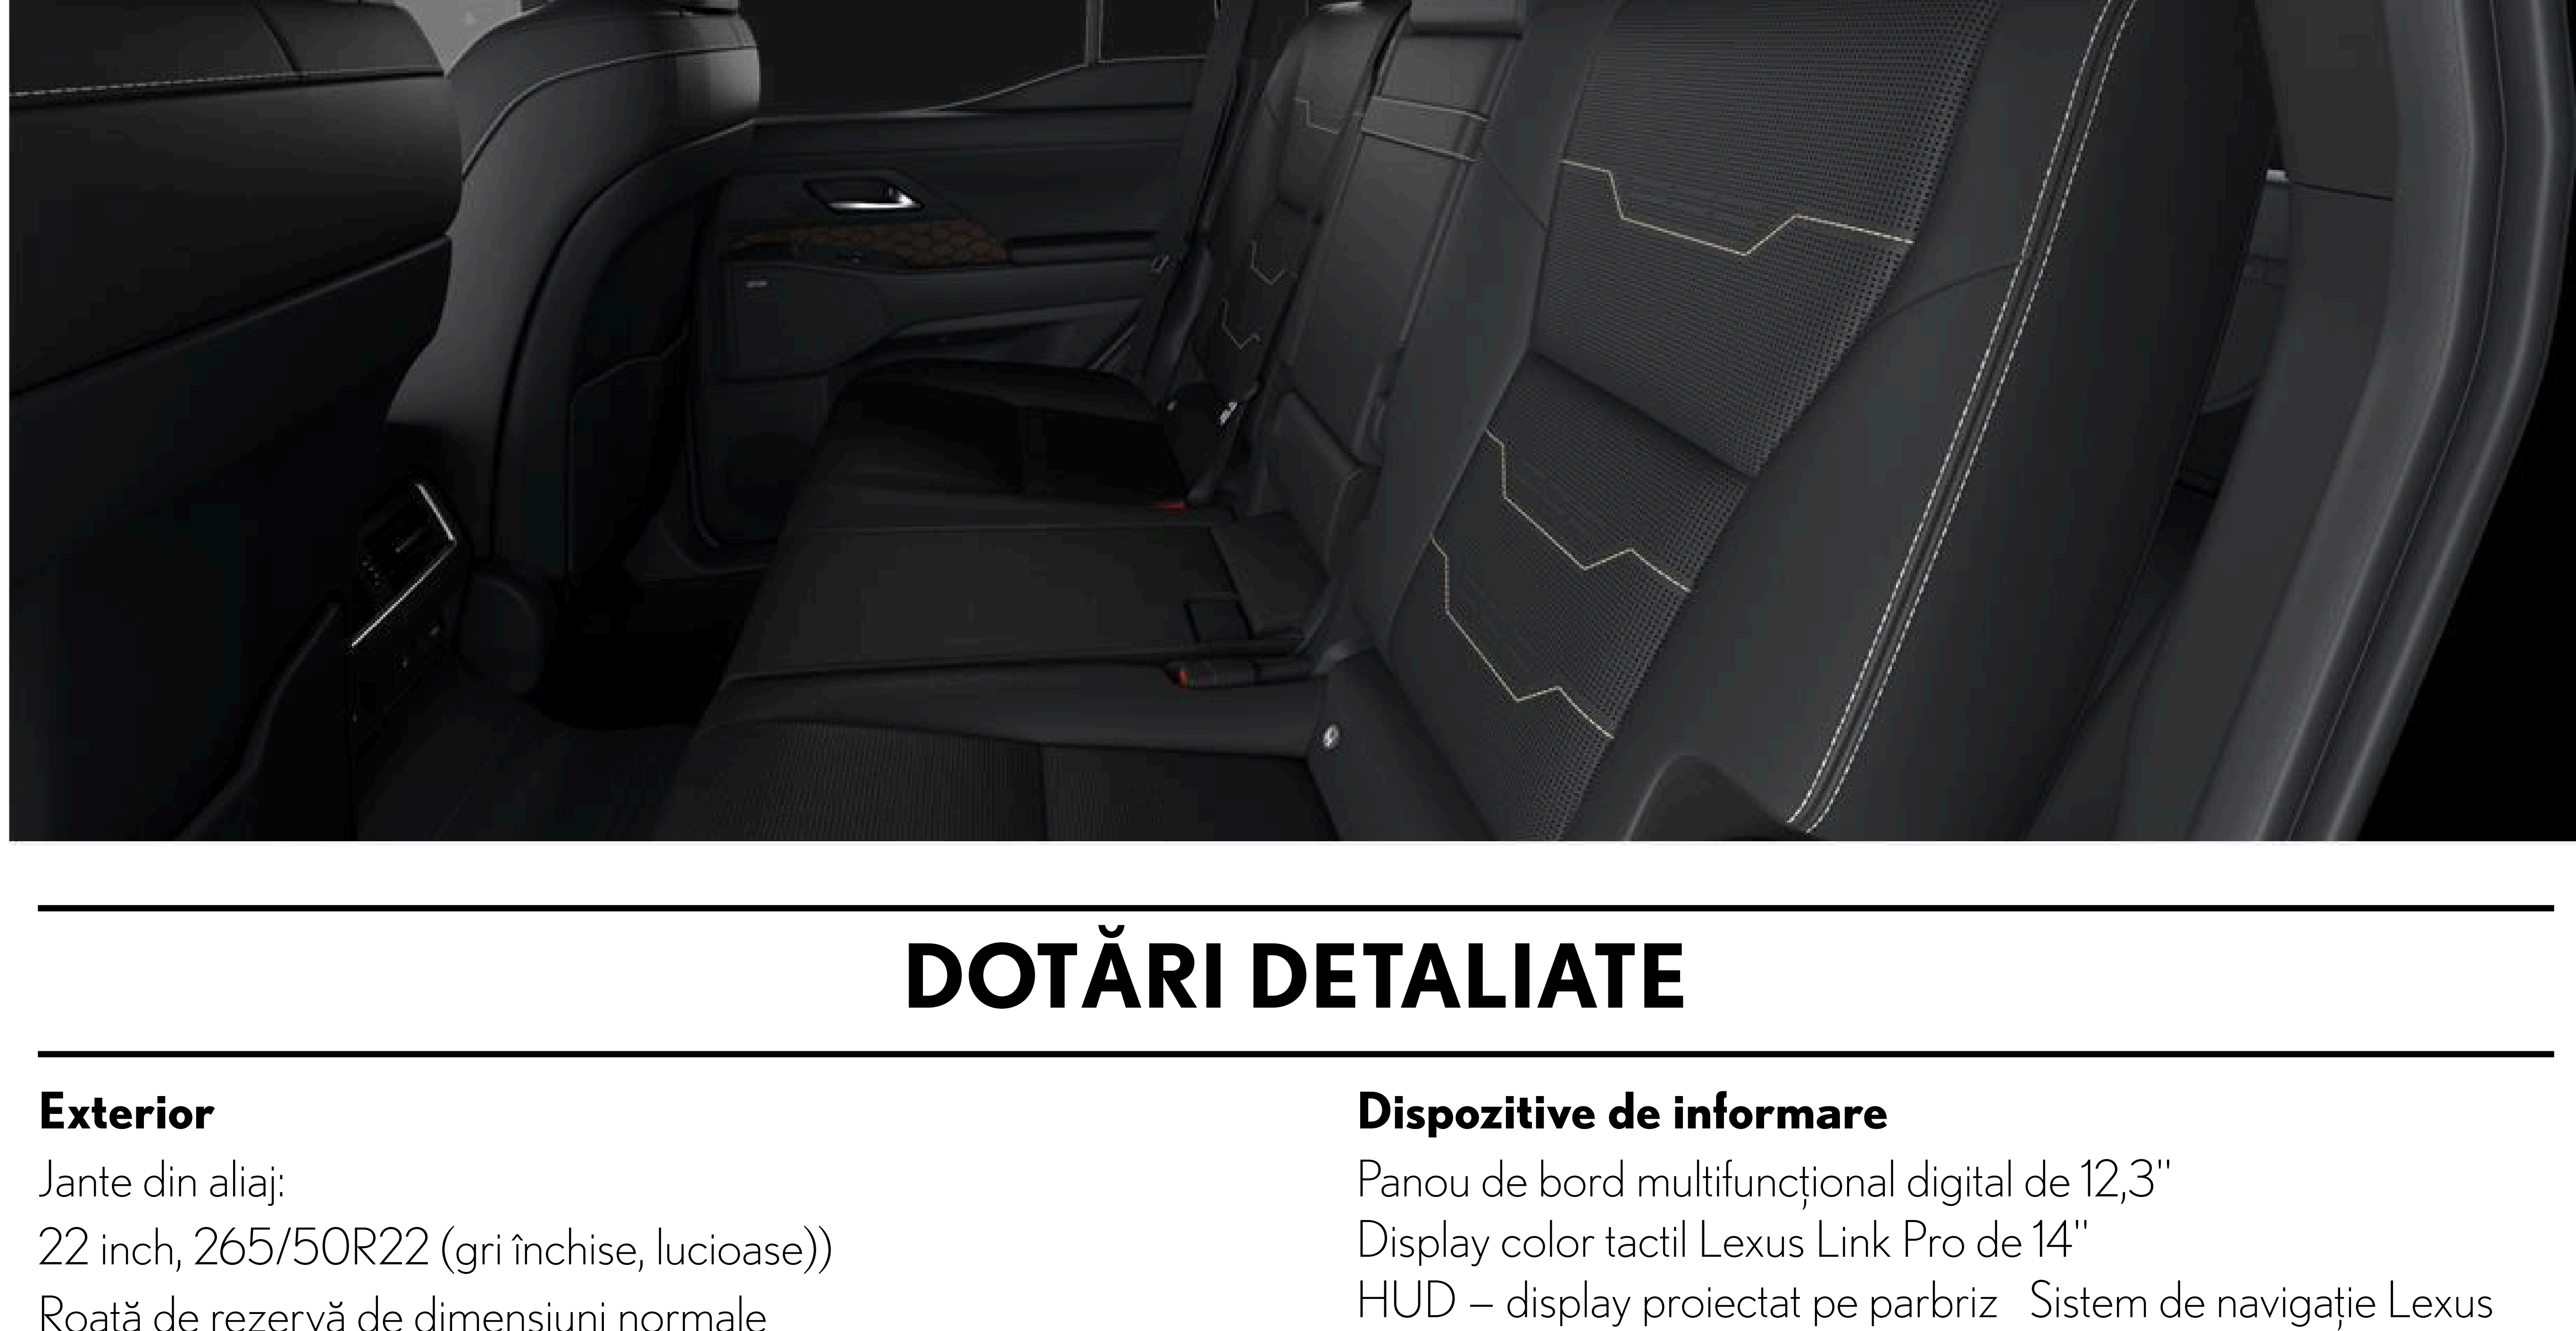 DOTĂRI DETALIATE
Exterior
Jante din aliaj:
22 inch, 265/50R22 (gri închise, lucioase))
Roată de rezervă de dimensiuni normale
Dispozitive de informare
Panou de bord multifuncțional digital de 12,3"
Display color tactil Lexus Link Pro de 14"
HUD – display proiectat pe parbriz   Sistem de navigație Lexus